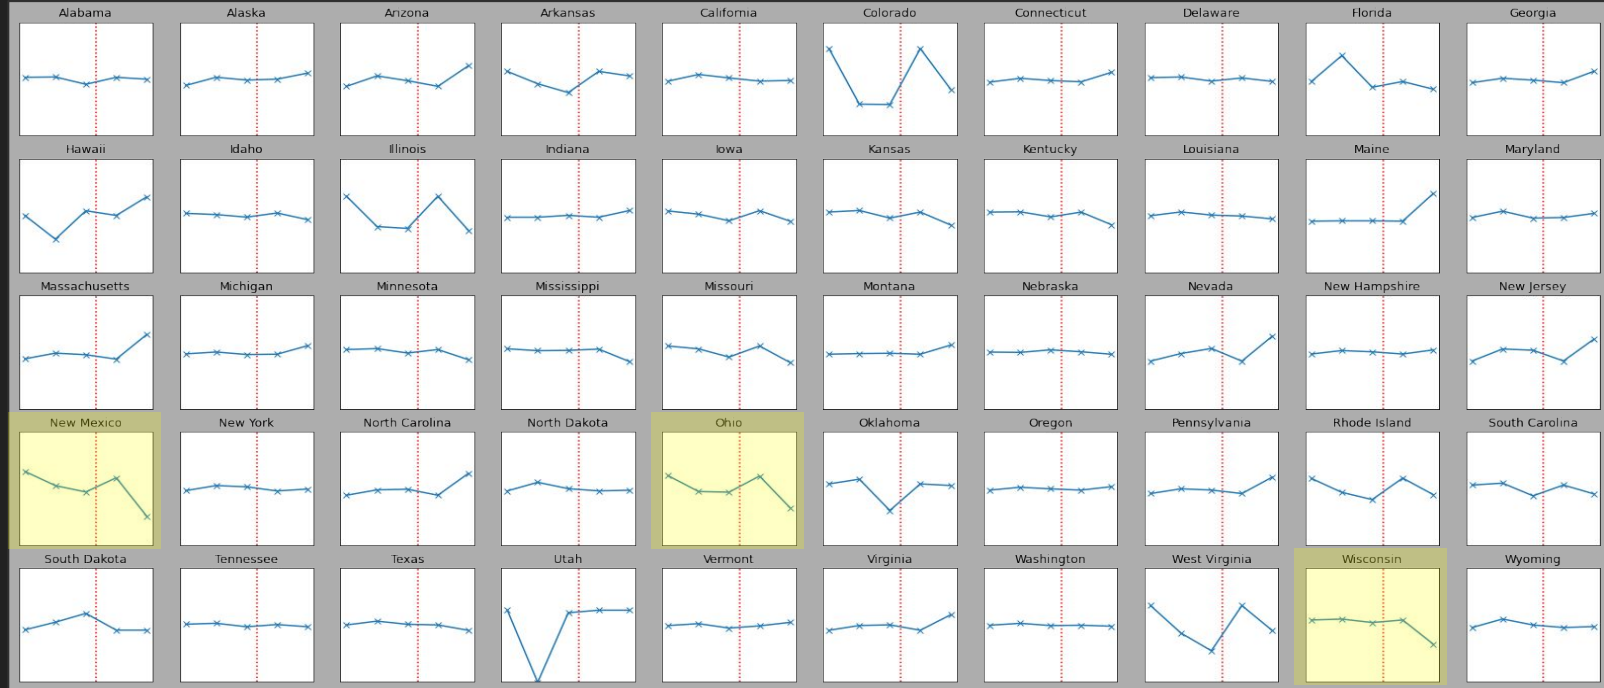 Alabama Alaska Arizona Arkansas California Colorado Connecticut Delaware Florida Georgia
Hawaii Idaho Illinois Indiana Iowa Kansas Kentucky Louisiana Maine Maryland
Massachusetts Michigan Minnesota Mississippi Missouri Montana Nebraska Nevada New Hampshire New Jersey
New Mexico New York North Carolina North Dakota Ohio Oklahoma Oregon Pennsylvania Rhode Island South Carolina
South Dakota Tennessee Texas Utah Vermont Virginia Washington West Virginia Wisconsin Wyoming